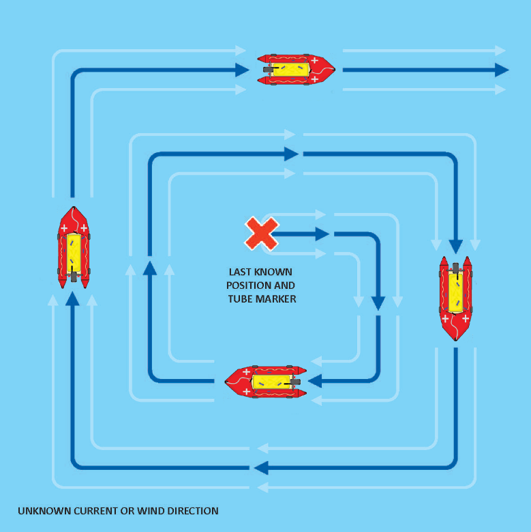 LAST KNOWN
POSITION AND
TUBE MARKER
UNKNOWN CURRENT OR WIND DIRECTION